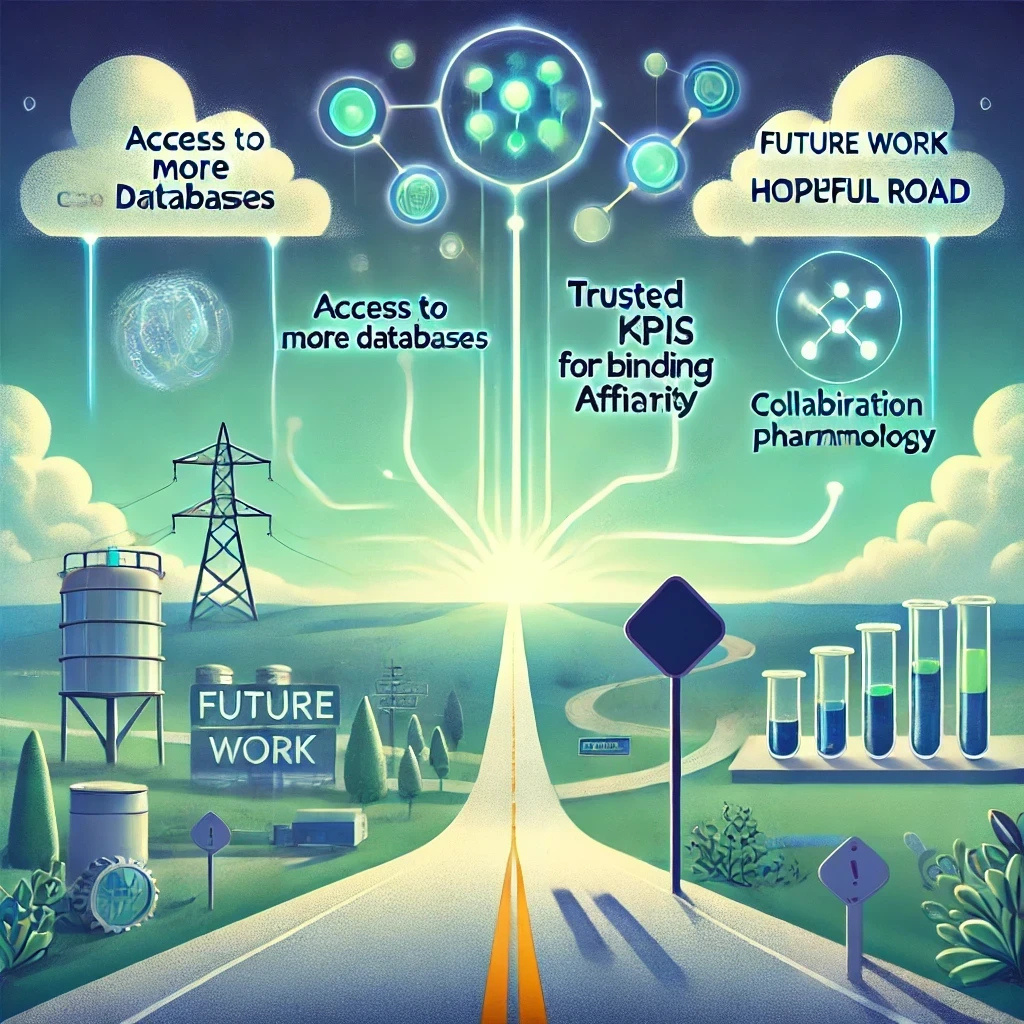 Access to
more
Databases
FUTURE WORK
HOPEFUL ROAD
Access to
more databases
Trusted
KPIS
for binding
Affiarity
Collabiration
pharnmmology
FUTURE
WORK
!
!